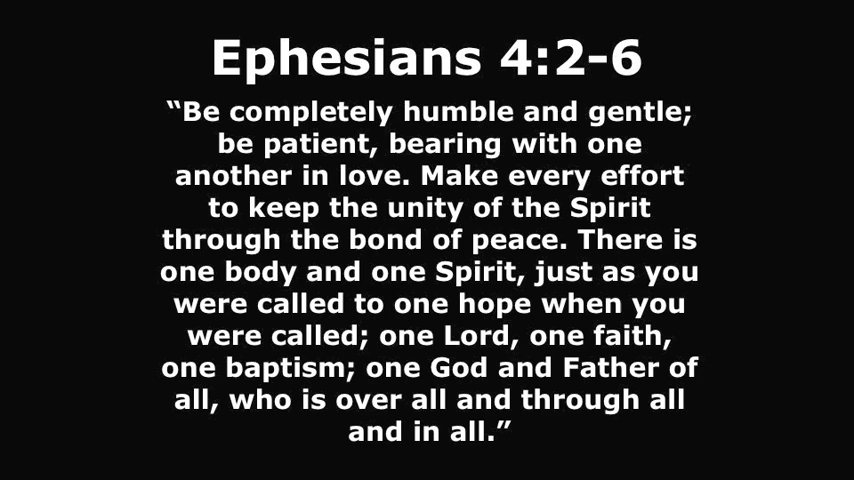 Ephesians 4:2-6
“Be completely humble and gentle;
be patient, bearing with one
another in love. Make every effort
to keep the unity of the Spirit
through the bond of peace. There is
one body and one Spirit, just as you
were called to one hope when you
were called; one Lord, one faith,
one baptism; one God and Father of
all, who is over all and through all
and in all.”